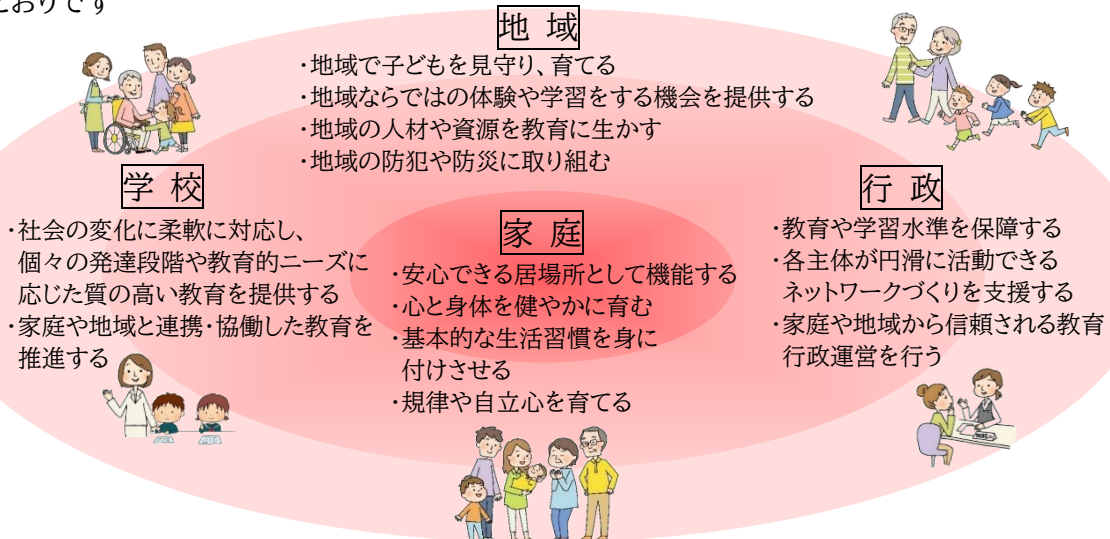 とおりです
地 域
・地域で子どもを見守り、育てる
・地域ならではの体験や学習をする機会を提供する
・地域の人材や資源を教育に生かす
・地域の防犯や防災に取り組む
学 校
・社会の変化に柔軟に対応し、
個々の発達段階や教育的ニーズに
応じた質の高い教育を提供する
・家庭や地域と連携・協働した教育を
推進する
家 庭
・安心できる居場所として機能する
・心と身体を健やかに育む
・基本的な生活習慣を身に
付けさせる
・規律や自立心を育てる
行 政
・教育や学習水準を保障する
・各主体が円滑に活動できる
ネットワークづくりを支援する
・家庭や地域から信頼される教育
行政運営を行う